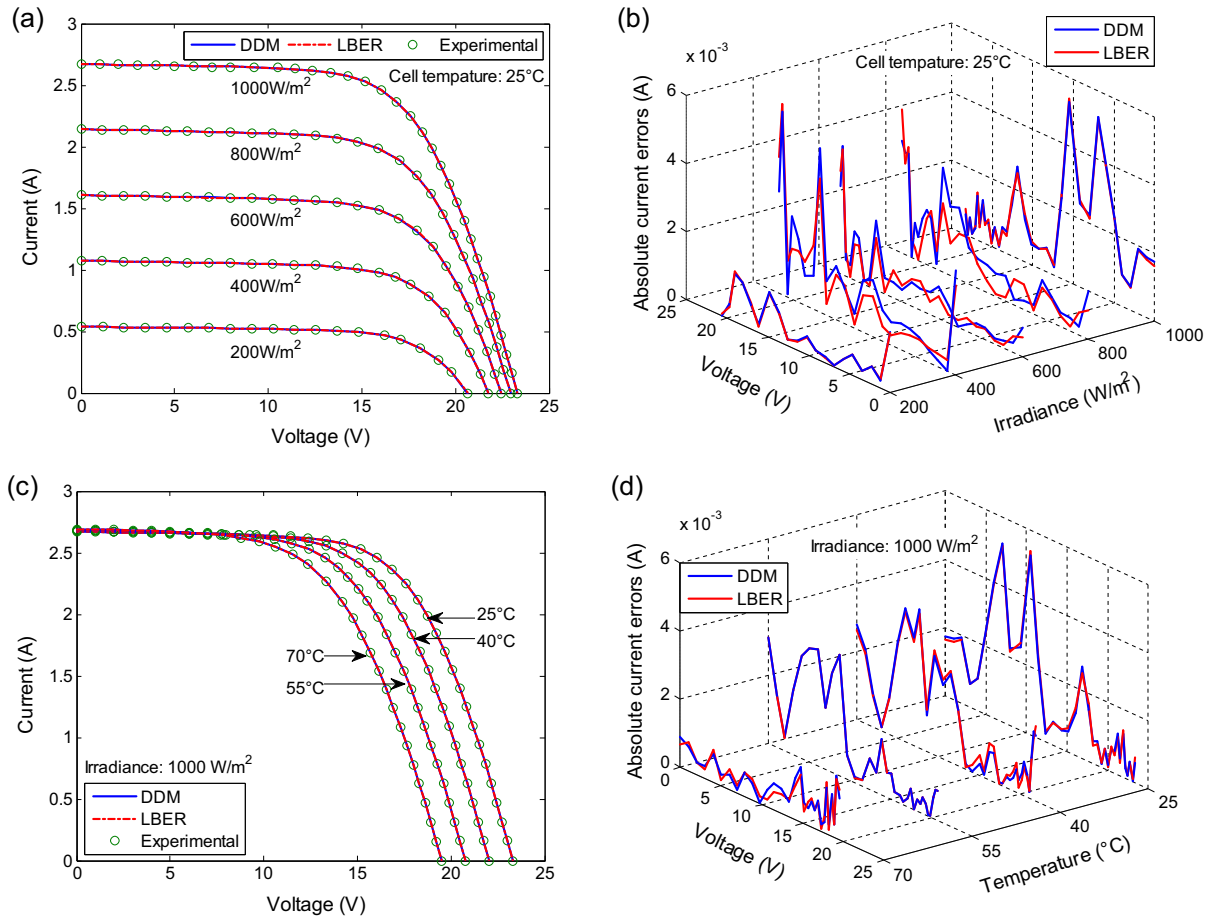 (a)
3
2.5
2
1.5
1
0.5
0
0 5 10 15 20 25
Current (A)
Voltage (V)
DDM LBER Experimental
Cell tempature: 25°C
1000W/m²
800W/m²
600W/m²
400W/m²
200W/m²
(b)
x 10⁻³
DDM
LBER
Cell tempature: 25°C
6
4
2
0
Absolute current errors (A)
25 20 15 10 5 0
Voltage (V)
200 400 600 800 1000
Irradiance (W/m²)
(c)
3
2.5
2
1.5
1
0.5
0
0 5 10 15 20 25
Current (A)
Voltage (V)
25°C
40°C
70°C
55°C
Irradiance: 1000 W/m²
DDM
LBER
Experimental
(d)
x 10⁻³
Irradiance: 1000 W/m²
DDM
LBER
6
4
2
0
Absolute current errors (A)
0 5 10 15 20 25
Voltage (V)
70 55 40 25
Temperature (°C)